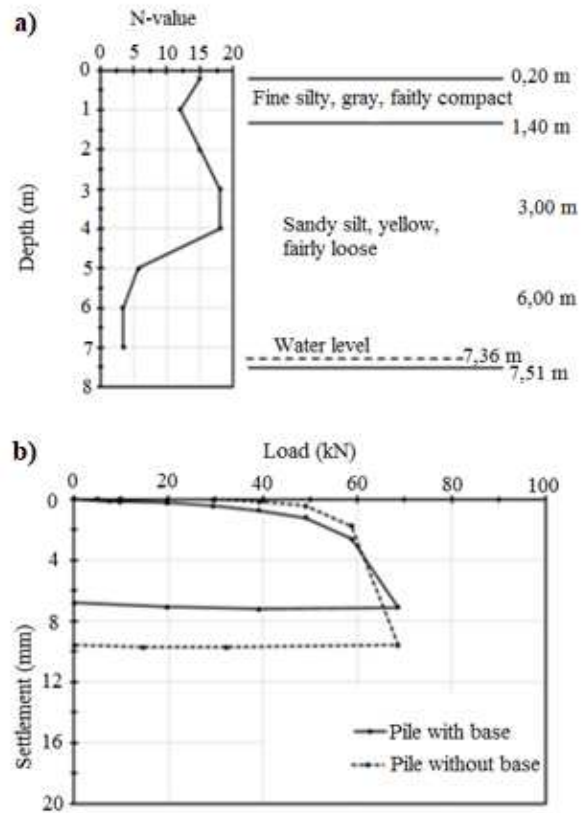 a)
N-value
0 5 10 15 20
0
1
2
3
4
5
6
7
8
Depth (m)
0,20 m
Fine silty, gray, faitly compact
1,40 m
3,00 m
Sandy silt, yellow,
fairly loose
6,00 m
Water level
7,36 m
7,51 m
b)
Load (kN)
0 20 40 60 80 100
0
4
8
12
16
20
Settlement (mm)
Pile with base
Pile without base